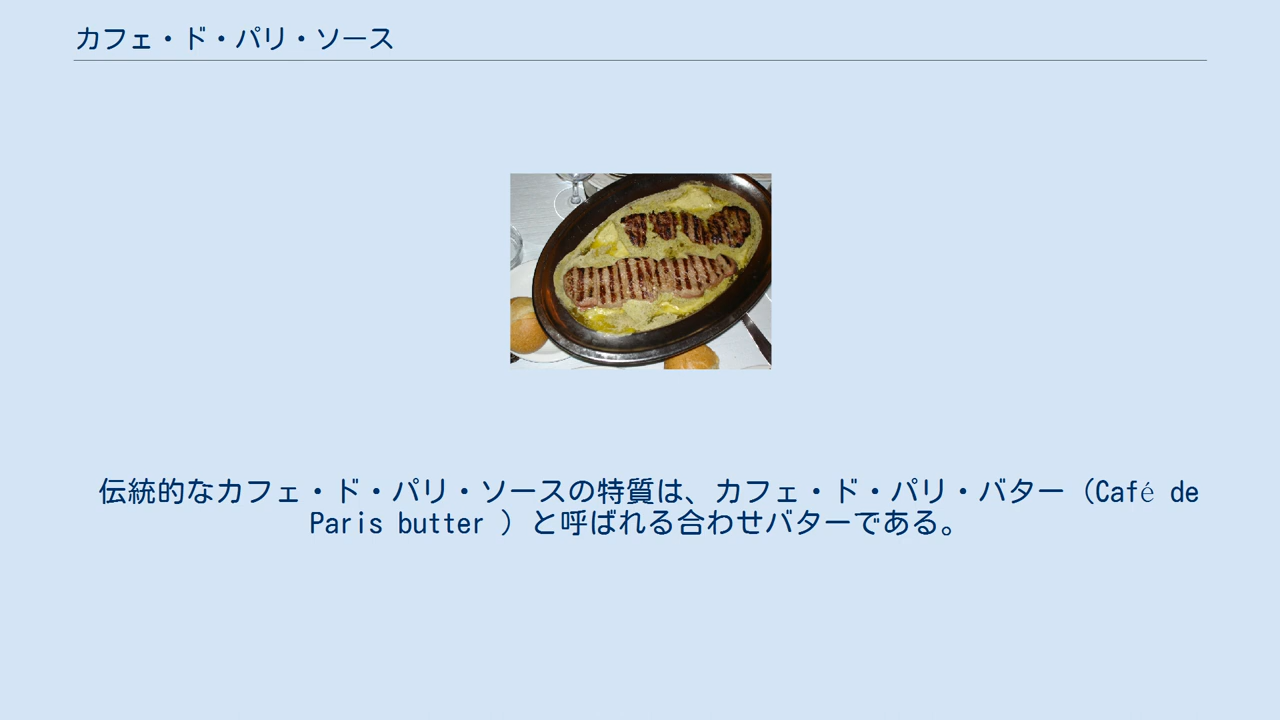 カフェ・ド・パリ・ソース
伝統的なカフェ・ド・パリ・ソースの特質は、カフェ・ド・パリ・バター（Café de
Paris butter ）と呼ばれる合わせバターである。